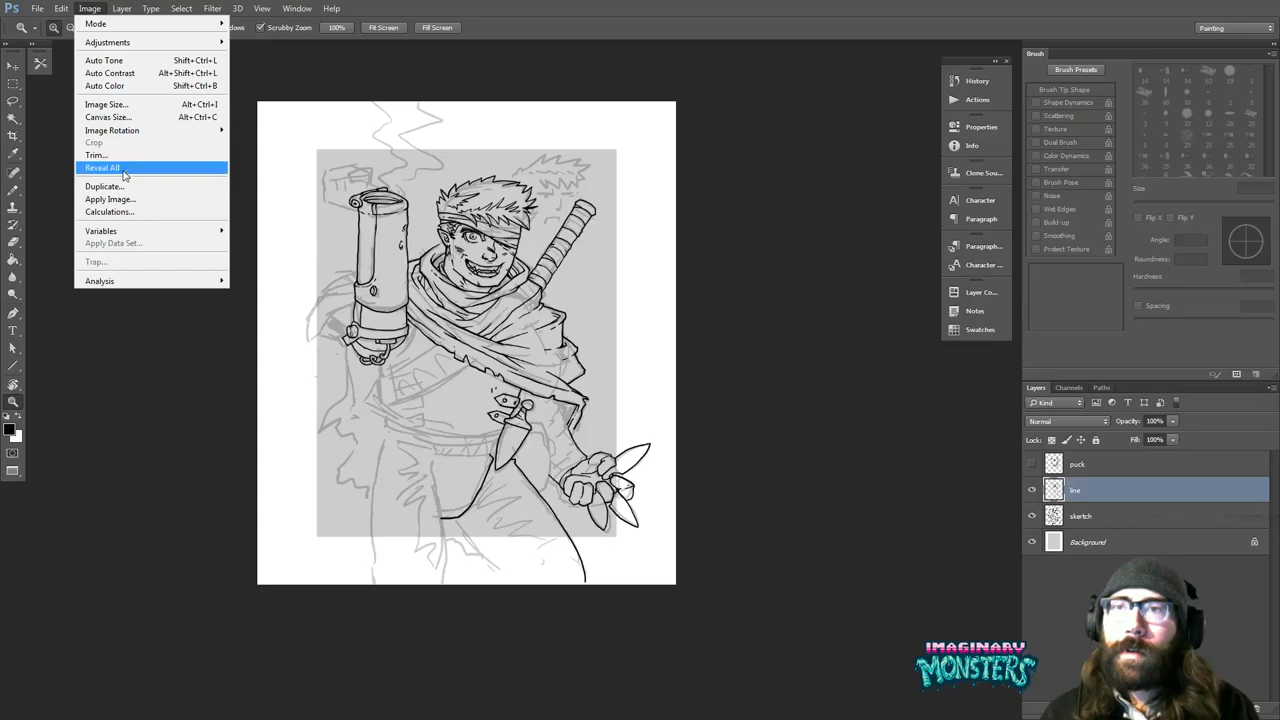 Ps File Edit Image Layer Type Select Filter 3D View Window Help
Scrubby Zoom 100% Fit Screen Fill Screen Painting
Mode
Adjustments
Auto Tone Shift+Ctrl+L
Auto Contrast Alt+Shift+Ctrl+L
Auto Color Shift+Ctrl+B
Image Size... Alt+Ctrl+I
Canvas Size... Alt+Ctrl+C
Image Rotation
Crop
Trim...
Reveal All
Duplicate...
Apply Image...
Calculations...
Variables
Apply Data Set...
Trap...
Analysis
History
Actions
Properties
Info
Clone Sou...
Character
Paragraph
Paragraph...
Character ...
Layer Co...
Notes
Swatches
Brush
Brush Presets
Brush Tip Shape
Shape Dynamics
Scattering
Texture
Dual Brush
Color Dynamics
Transfer
Brush Pose
Noise
Wet Edges
Build-up
Smoothing
Protect Texture
Size
Flip X Flip Y
Angle:
Roundness:
Hardness
Spacing
Layers Channels Paths
Kind
Normal Opacity: 100%
Lock: Fill: 100%
puck
line
skertch
Background
IMAGINARY
MONSTERS